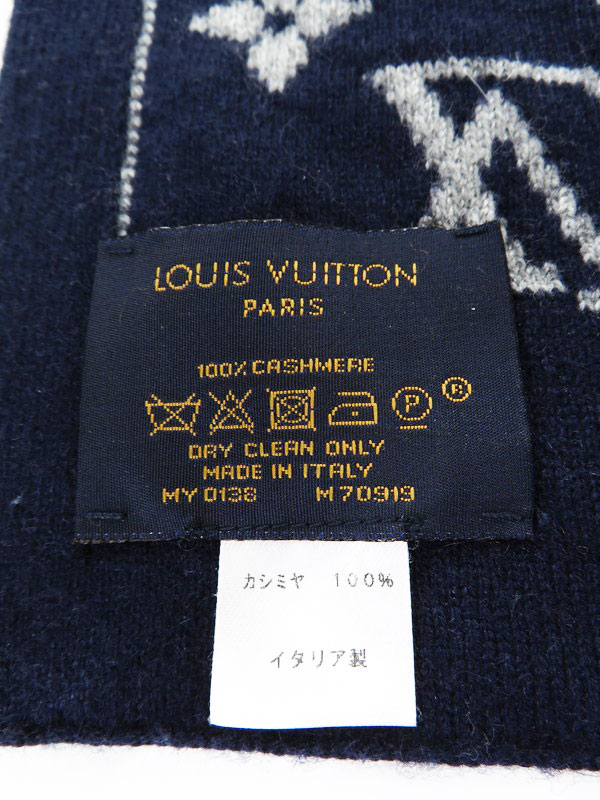 LOUIS VUITTON
PARIS
100% CASHMERE
P ®
DRY CLEAN ONLY
MADE IN ITALY
MY 0138 M 70919
カシミヤ 100%
イタリア製